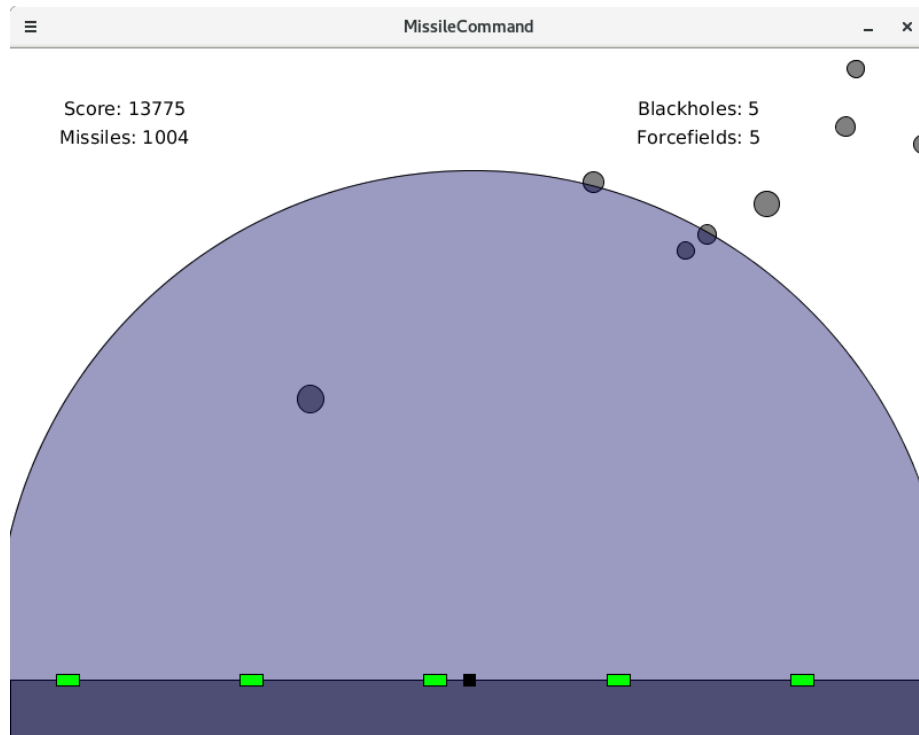 MissileCommand
Score: 13775
Missiles: 1004
Blackholes: 5
Forcefields: 5